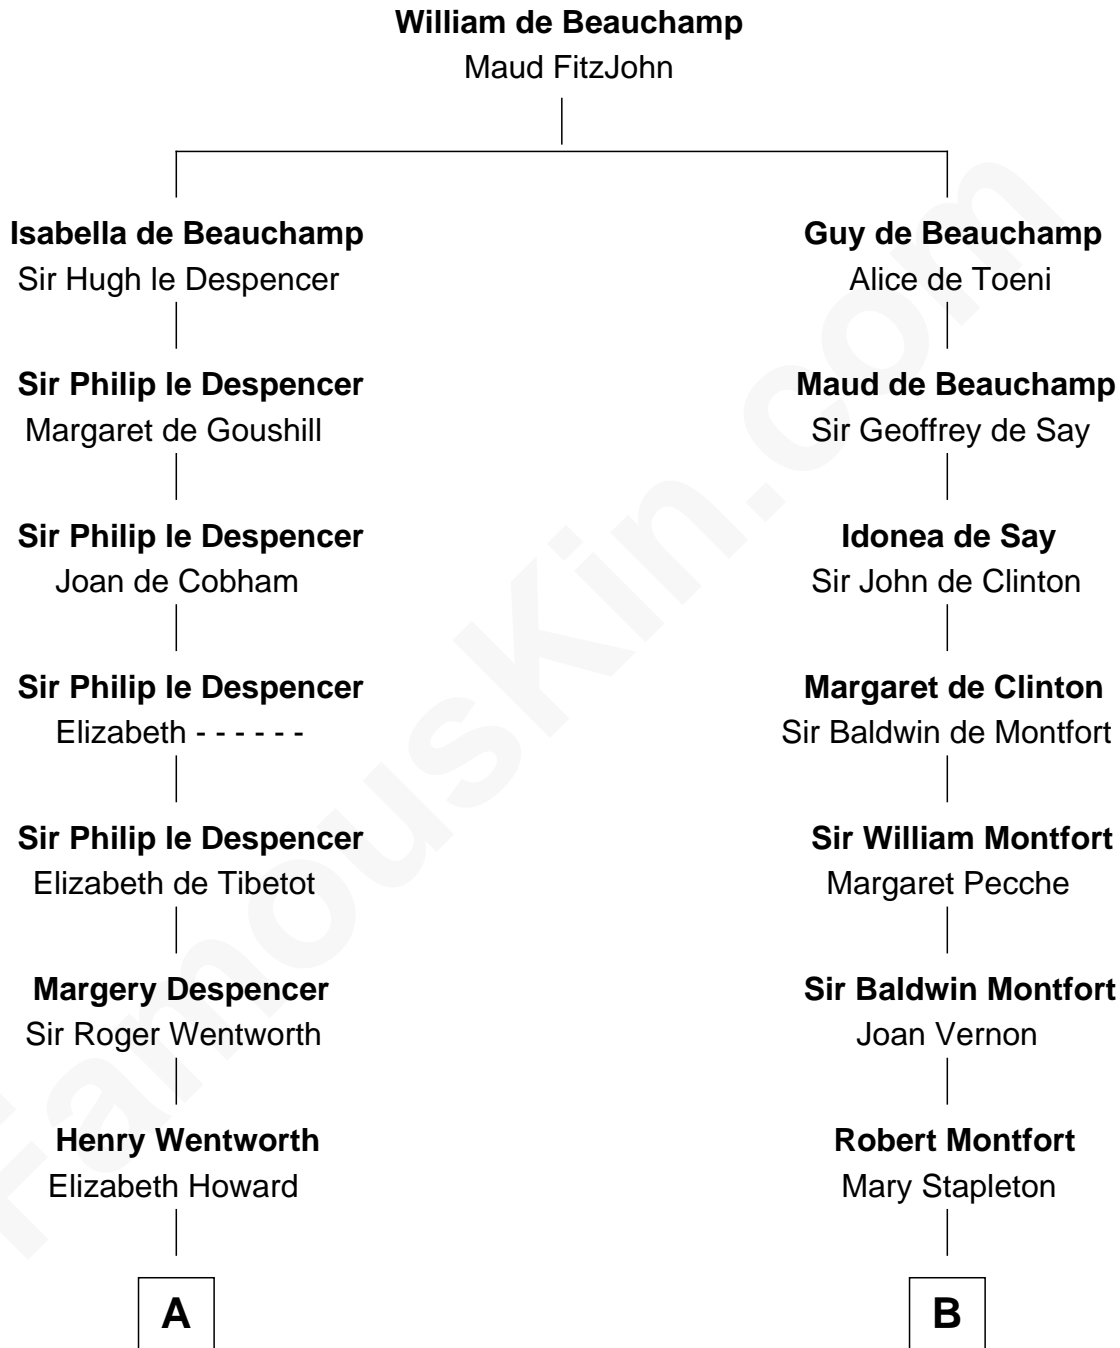 William de Beauchamp
Maud FitzJohn
Isabella de Beauchamp
Sir Hugh le Despencer
Guy de Beauchamp
Alice de Toeni
Sir Philip le Despencer
Margaret de Goushill
Maud de Beauchamp
Sir Geoffrey de Say
Sir Philip le Despencer
Joan de Cobham
Idonea de Say
Sir John de Clinton
Sir Philip le Despencer
Elizabeth - - - - - -
Margaret de Clinton
Sir Baldwin de Montfort
Sir Philip le Despencer
Elizabeth de Tibetot
Sir William Montfort
Margaret Pecche
Margery Despencer
Sir Roger Wentworth
Sir Baldwin Montfort
Joan Vernon
Henry Wentworth
Elizabeth Howard
Robert Montfort
Mary Stapleton
A
B
FamousKin.com